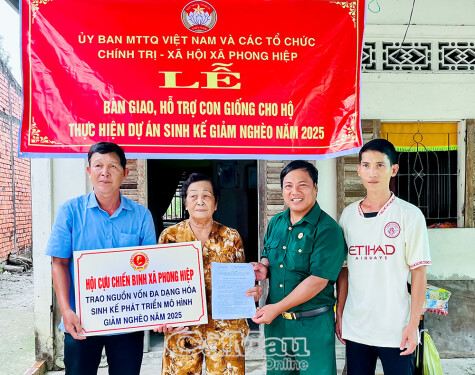 ỦY BAN MTTQ VIỆT NAM VÀ CÁC TỔ CHỨC
CHÍNH TRỊ - XÃ HỘI XÃ PHONG HIỆP
LỄ
BÀN GIAO, HỖ TRỢ CON GIỐNG CHO HỘ
THỰC HIỆN DỰ ÁN SINH KẾ GIẢM NGHÈO NĂM 2025
HỘI CỰU CHIẾN BINH XÃ PHONG HIỆP
TRAO NGUỒN VỐN ĐA DẠNG HÓA
SINH KẾ PHÁT TRIỂN MÔ HÌNH
GIẢM NGHÈO NĂM 2025
ETIHAD
AIRWAYS
CàMau
Online